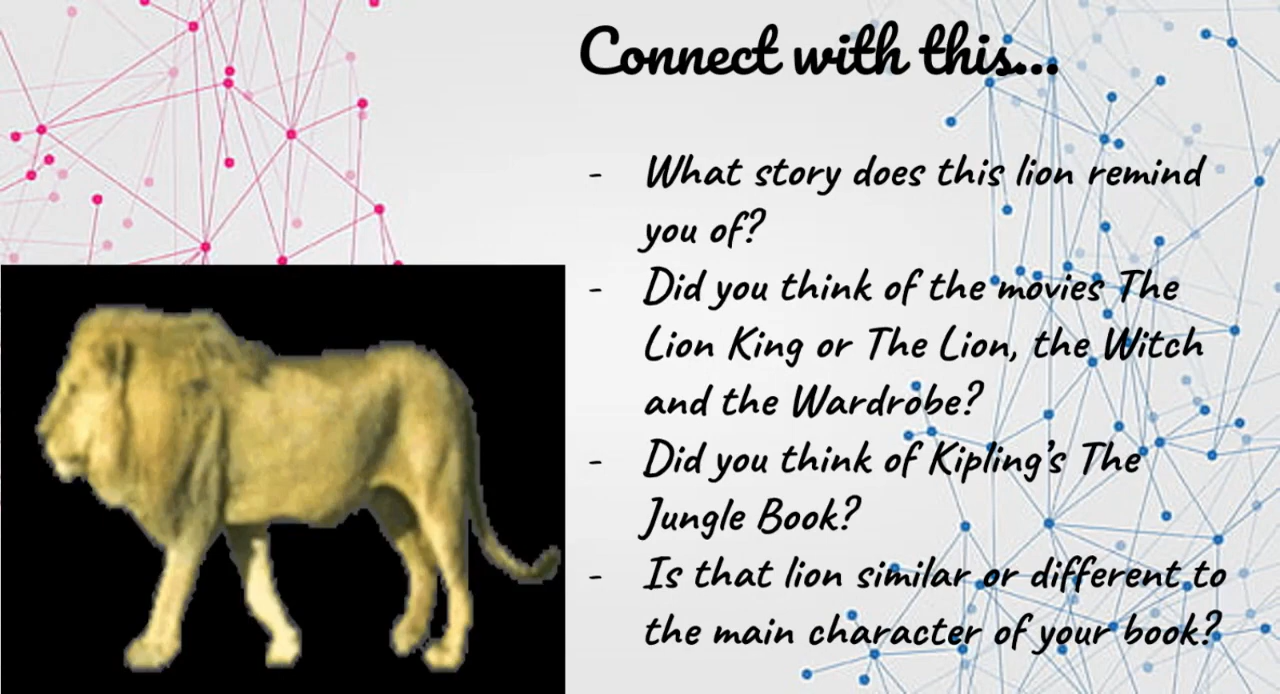 Connect with this...
- What story does this lion remind
you of?
- Did you think of the movies The
Lion King or The Lion, the Witch
and the Wardrobe?
- Did you think of Kipling's The
Jungle Book?
- Is that lion similar or different to
the main character of your book?